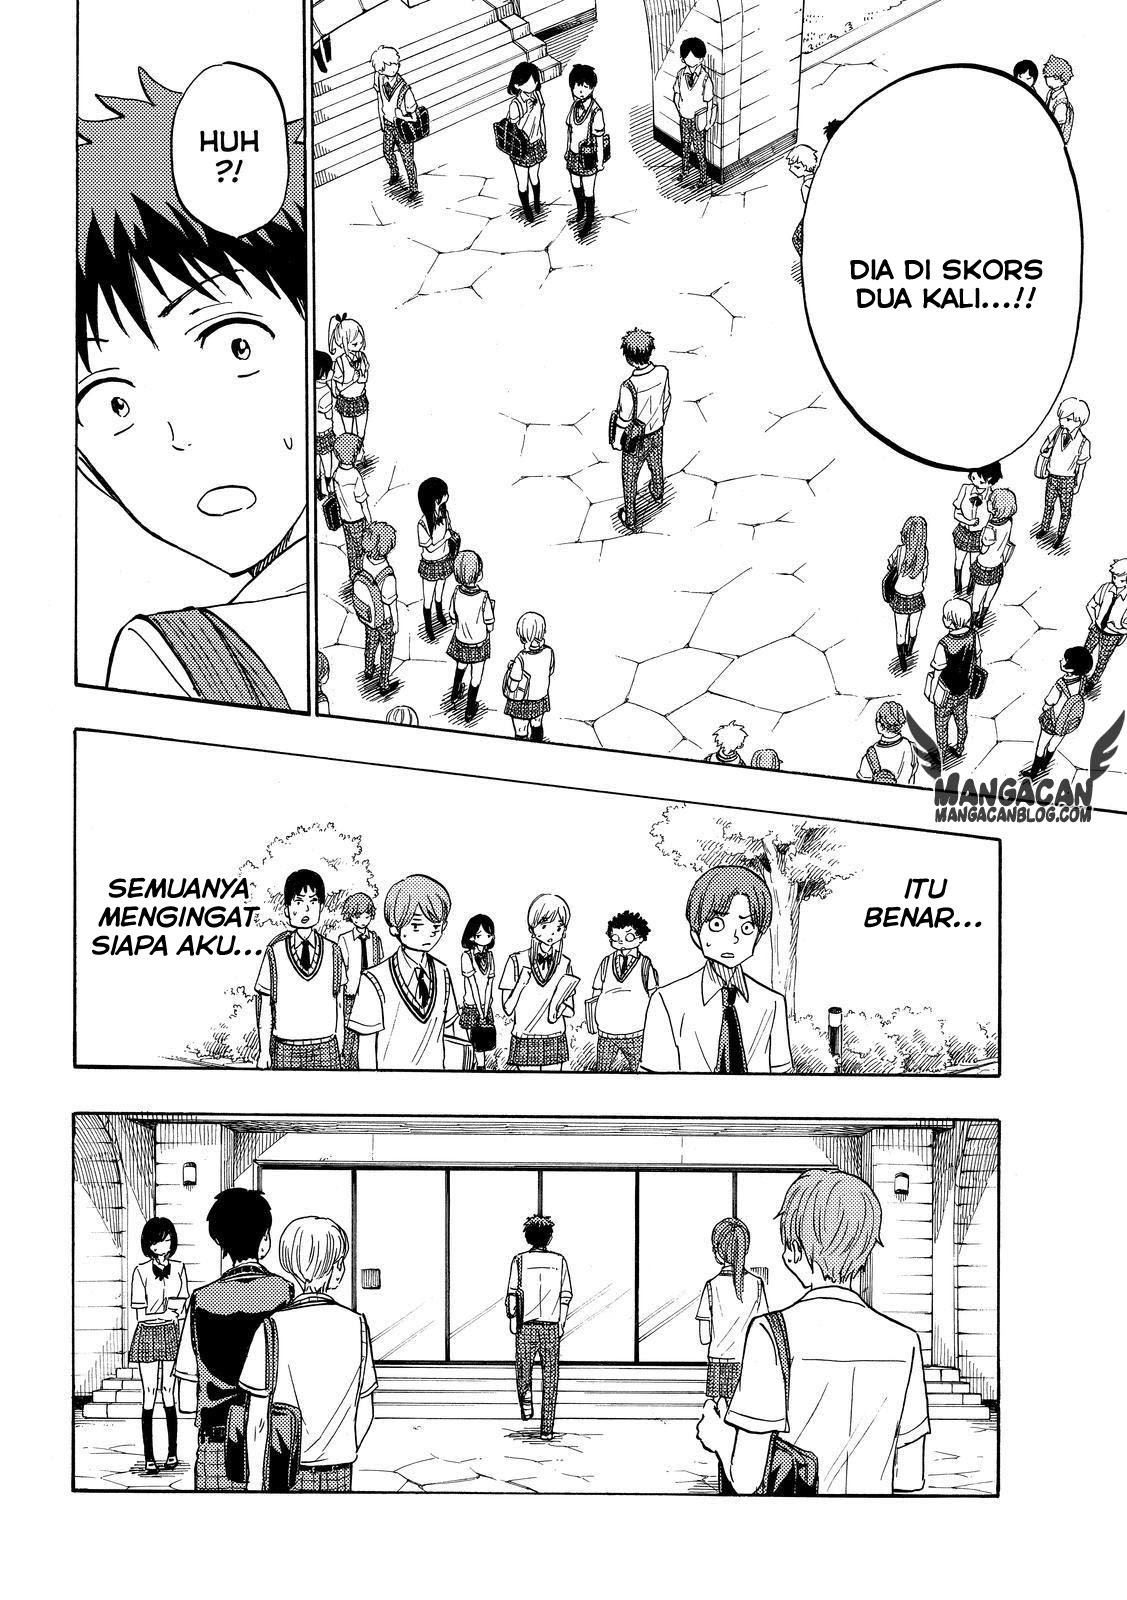 DIA DI SKORS
DUA KALI...!!
HUH
?!
MANGACAN
MANGACANBLOG.COM
ITU
BENAR...
SEMUANYA
MENGINGAT
SIAPA AKU...